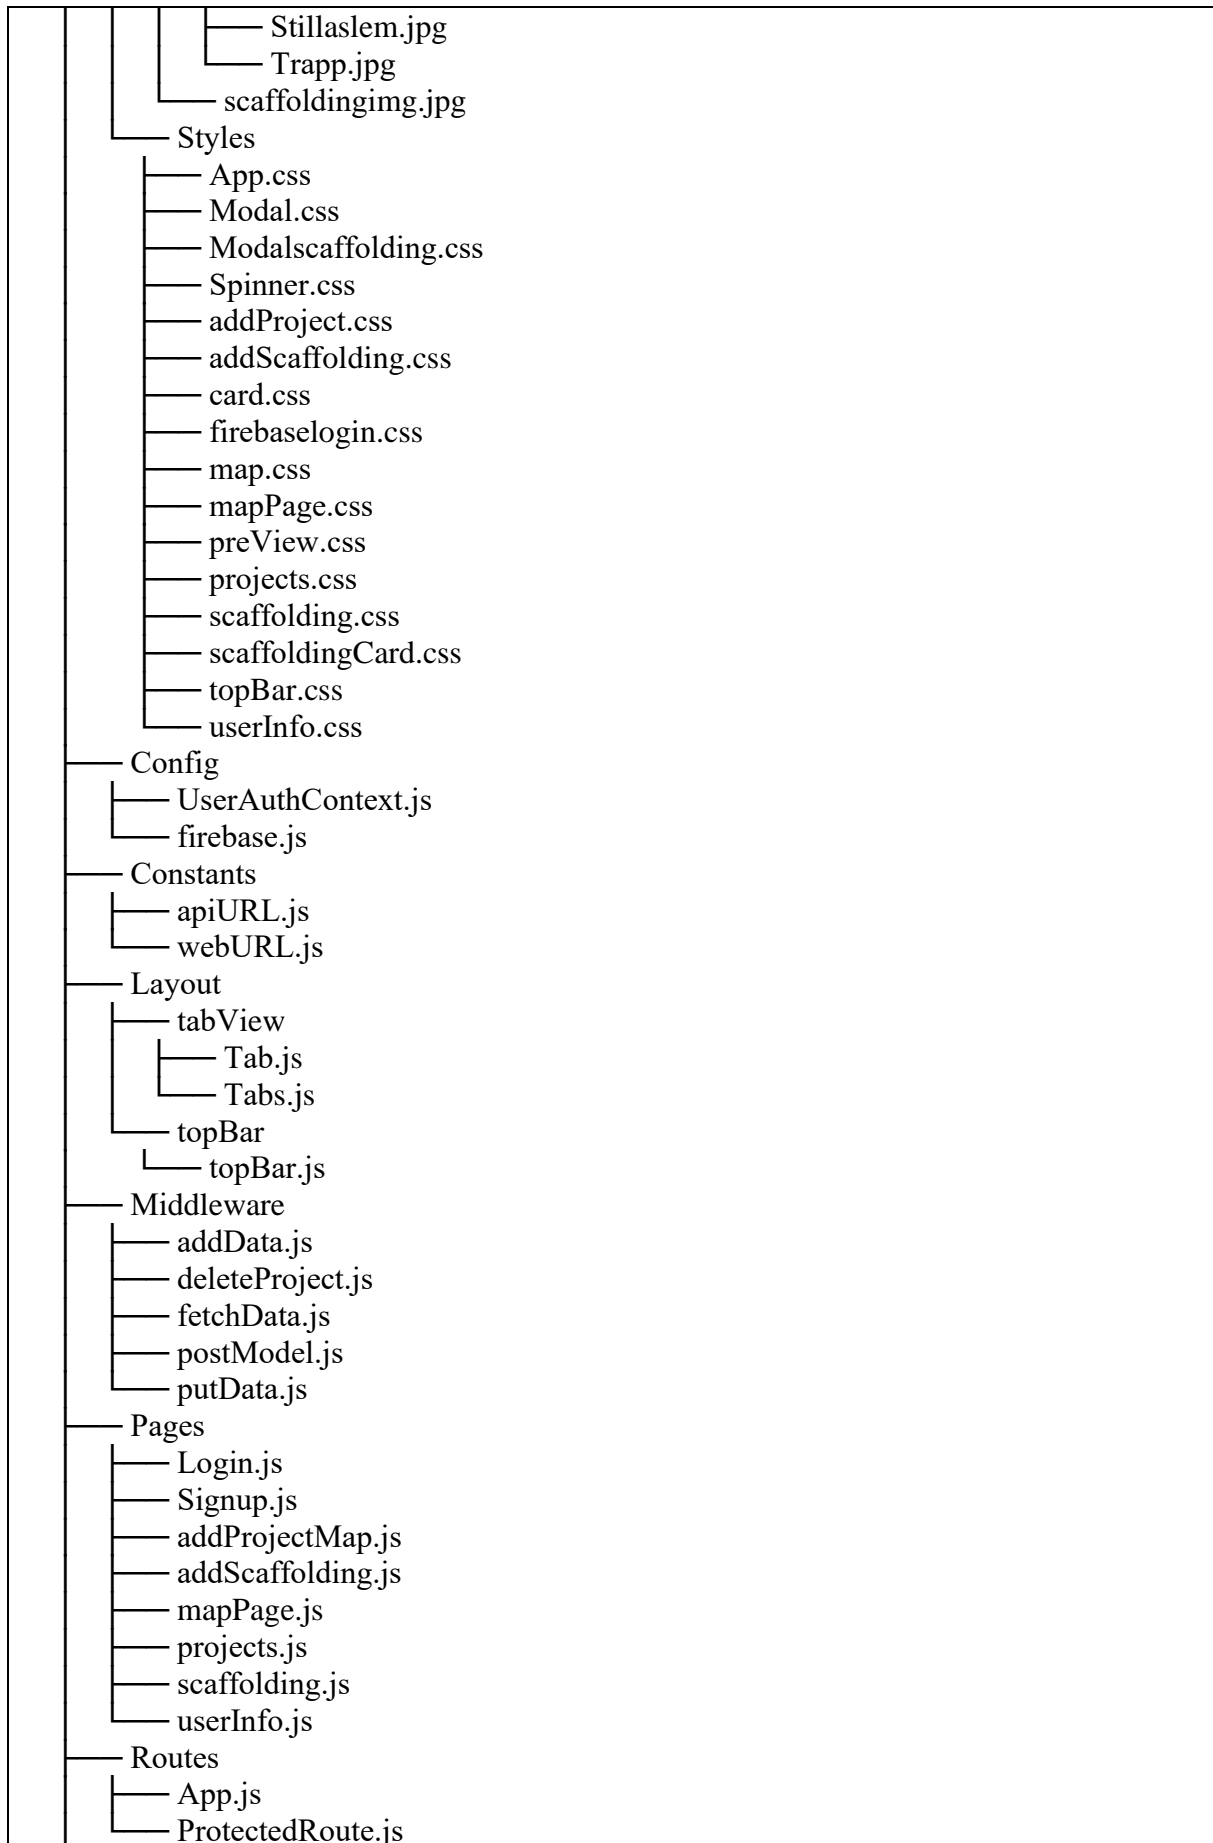 Stillaslem.jpg
Trapp.jpg
scaffoldingimg.jpg
Styles
App.css
Modal.css
Modalscaffolding.css
Spinner.css
addProject.css
addScaffolding.css
card.css
firebaselogin.css
map.css
mapPage.css
preView.css
projects.css
scaffolding.css
scaffoldingCard.css
topBar.css
userInfo.css
Config
UserAuthContext.js
firebase.js
Constants
apiURL.js
webURL.js
Layout
tabView
Tab.js
Tabs.js
topBar
topBar.js
Middleware
addData.js
deleteProject.js
fetchData.js
postModel.js
putData.js
Pages
Login.js
Signup.js
addProjectMap.js
addScaffolding.js
mapPage.js
projects.js
scaffolding.js
userInfo.js
Routes
App.js
ProtectedRoute.js